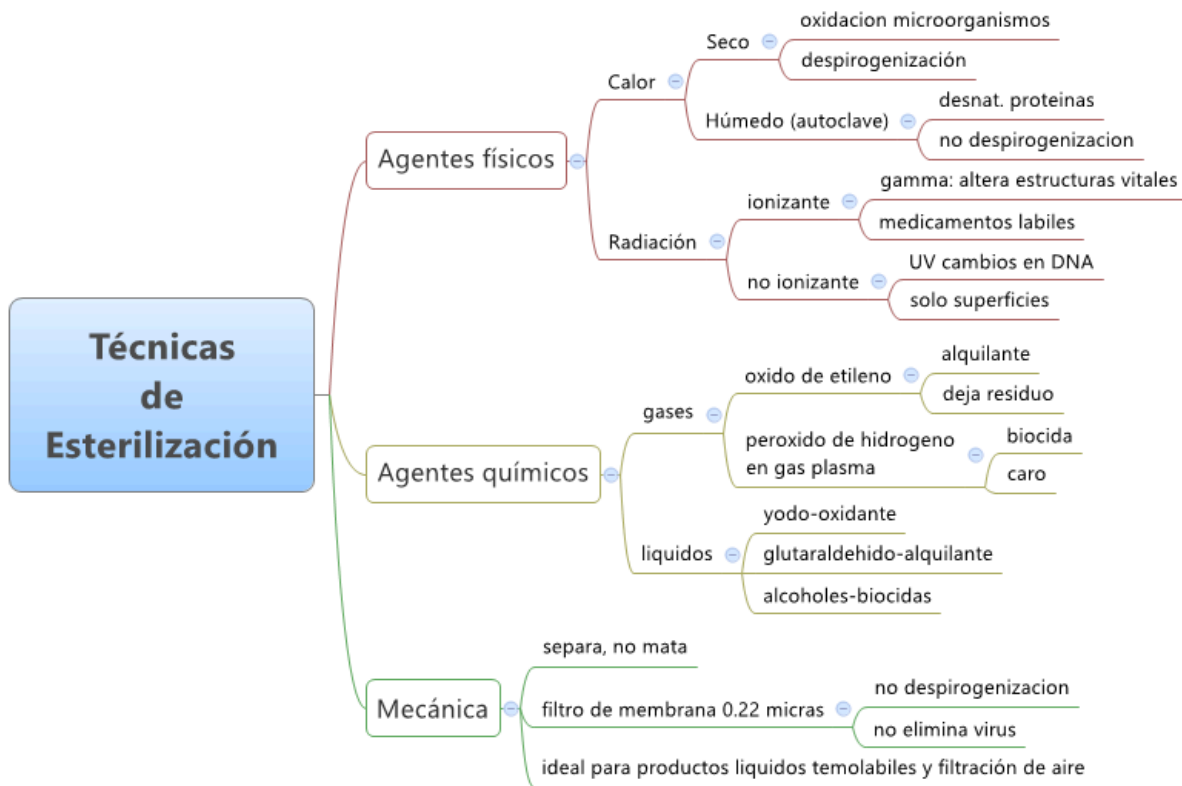 Técnicas
de
Esterilización
Agentes físicos
Calor
Seco
oxidacion microorganismos
despirogenización
Húmedo (autoclave)
desnat. proteinas
no despirogenizacion
Radiación
ionizante
gamma: altera estructuras vitales
medicamentos labiles
no ionizante
UV cambios en DNA
solo superficies
Agentes químicos
gases
oxido de etileno
alquilante
deja residuo
peroxido de hidrogeno
en gas plasma
biocida
caro
liquidos
yodo-oxidante
glutaraldehido-alquilante
alcoholes-biocidas
Mecánica
separa, no mata
filtro de membrana 0.22 micras
no despirogenizacion
no elimina virus
ideal para productos liquidos temolabiles y filtración de aire